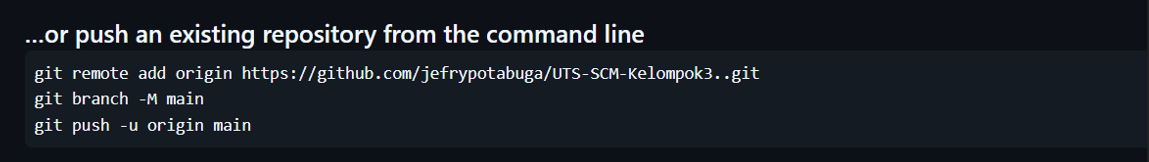 ...or push an existing repository from the command line
git remote add origin https://github.com/jefrypotabuga/UTS-SCM-Kelompok3..git
git branch -M main
git push -u origin main